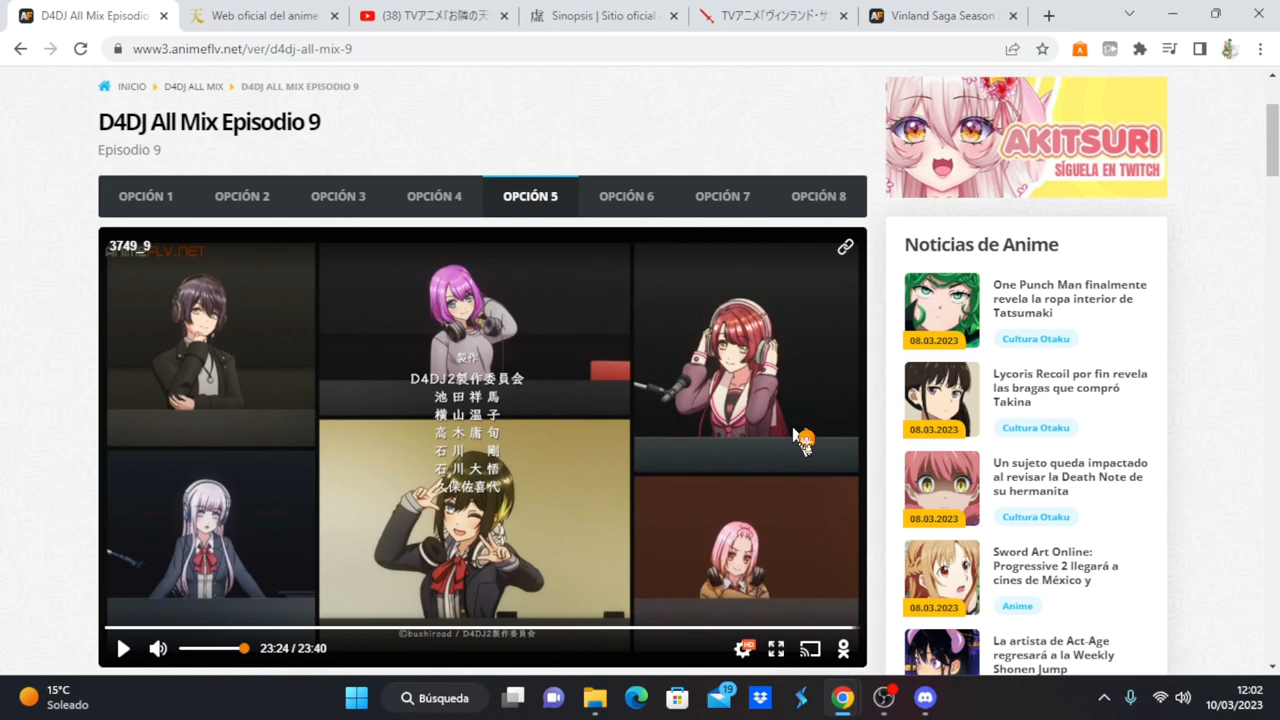 D4DJ All Mix Episodio
Web oficial del anime
(38) TVアニメ『お隣の天
Sinopsis | Sitio oficial
TVアニメ「ヴィンランド・サ
Vinland Saga Season
www3.animeflv.net/ver/d4dj-all-mix-9
INICIO
D4DJ ALL MIX
D4DJ ALL MIX EPISODIO 9
D4DJ All Mix Episodio 9
Episodio 9
OPCIÓN 1
OPCIÓN 2
OPCIÓN 3
OPCIÓN 4
OPCIÓN 5
OPCIÓN 6
OPCIÓN 7
OPCIÓN 8
3749_9
ANIMEFLV.NET
製作
D4DJ2製作委員会
池田祥馬
横山温子
高木庸旬
石川 剛
石川大悟
久保佐喜代
©bushiroad / D4DJ2製作委員会
23:24 / 23:40
HD
AKITSURI
SÍGUELA EN TWITCH
Noticias de Anime
One Punch Man finalmente
revela la ropa interior de
Tatsumaki
08.03.2023
Cultura Otaku
Lycoris Recoil por fin revela
las bragas que compró
Takina
08.03.2023
Cultura Otaku
Un sujeto queda impactado
al revisar la Death Note de
su hermanita
08.03.2023
Cultura Otaku
Sword Art Online:
Progressive 2 llegará a
cines de México y
08.03.2023
Anime
La artista de Act-Age
regresará a la Weekly
Shonen Jump
15°C
Soleado
Búsqueda
19
12:02
10/03/2023